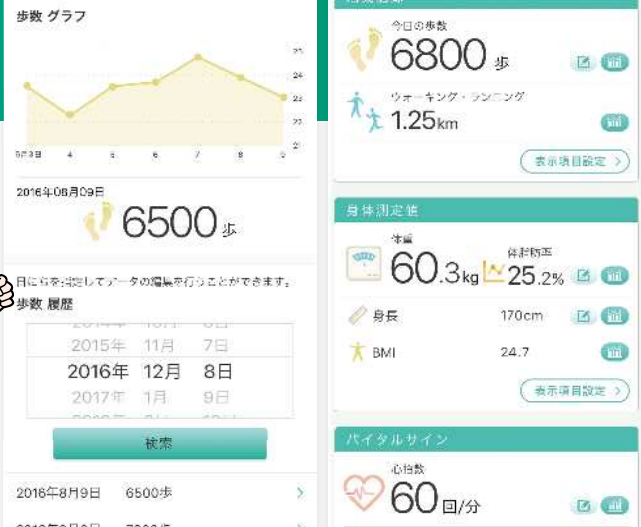 歩数 グラフ
25
24
23
22
21
4
5
6
7
8
9
2016年08月09日
6500歩
日にちを指定してデータの編集を行うことができます。
歩数 履歴
2015年 11月 7日
2016年 12月 8日
2017年 1月 9日
検索
2016年8月9日 6500歩
今日の歩数
6800 歩
ウォーキング・ランニング
1.25km
表示項目設定
身体測定値
体重
60.3kg
体脂肪率
25.2%
身長 170cm
BMI 24.7
表示項目設定
バイタルサイン
心拍数
60 回/分